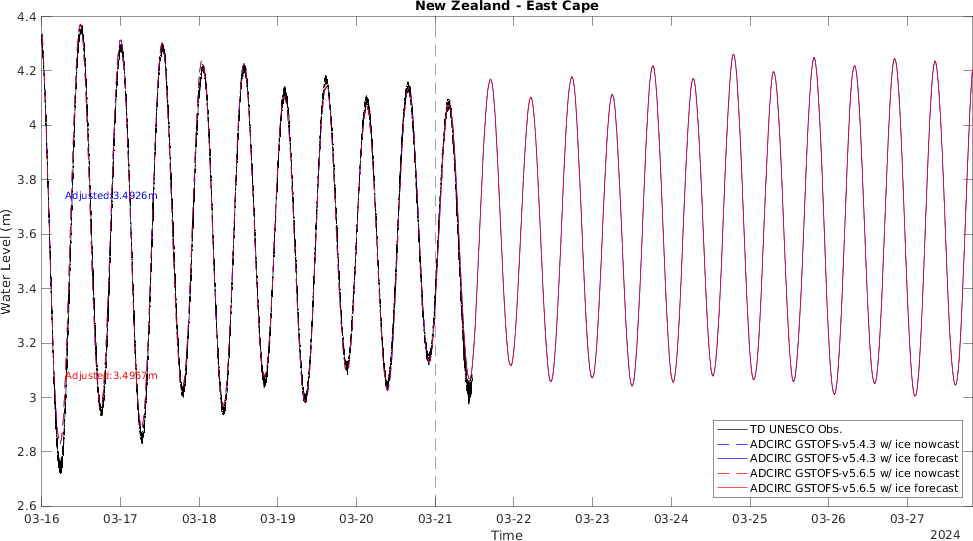 New Zealand - East Cape
4.4
4.2
4
3.8
3.6
3.4
3.2
3
2.8
2.6
Water Level (m)
Adjusted:3.4926m
Adjusted:3.4967m
TD UNESCO Obs.
ADCIRC GSTOFS-v5.4.3 w/ ice nowcast
ADCIRC GSTOFS-v5.4.3 w/ ice forecast
ADCIRC GSTOFS-v5.6.5 w/ ice nowcast
ADCIRC GSTOFS-v5.6.5 w/ ice forecast
03-16 03-17 03-18 03-19 03-20 03-21 03-22 03-23 03-24 03-25 03-26 03-27
Time
2024